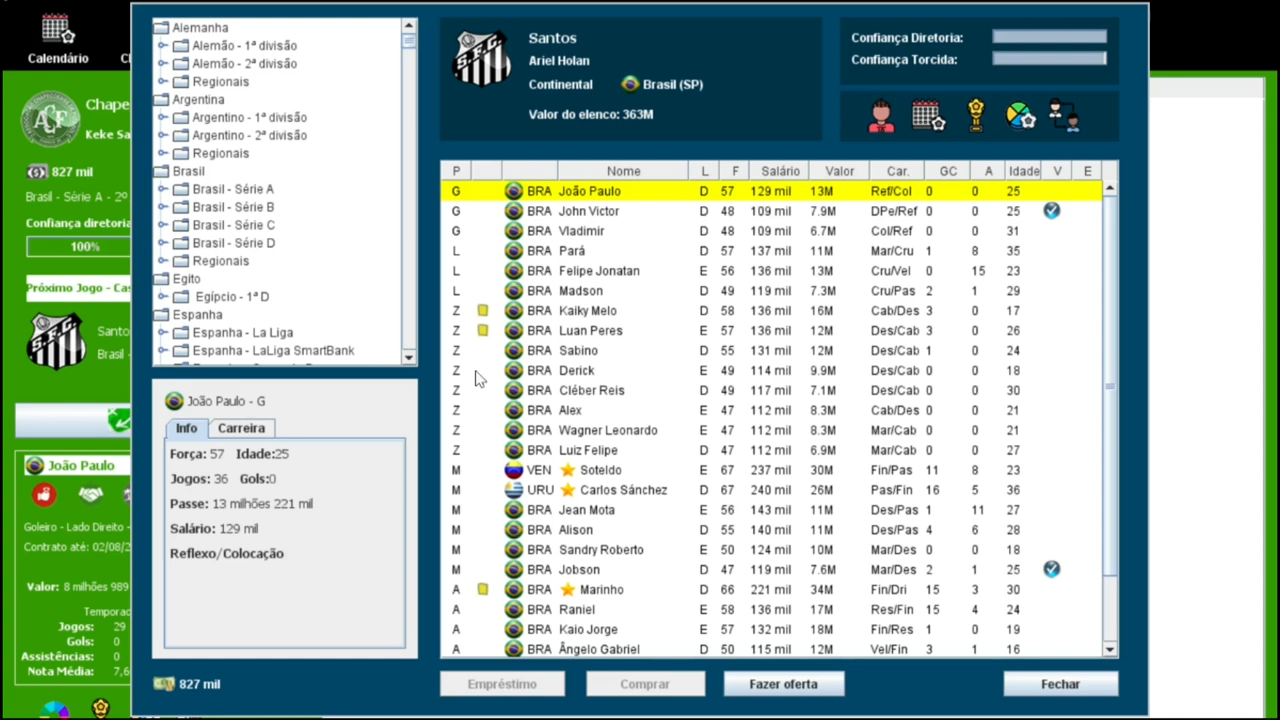 Calendário
Chape
Keke Sa
827 mil
Brasil - Série A - 2º
Confiança diretoria
100%
Próximo Jogo - Cas
Santo
Brasil -
João Paulo
Goleiro - Lado Direito -
Contrato até: 02/08/2
Valor: 8 milhões 989
Temporad
Jogos: 29
Gols: 0
Assistências: 0
Nota Média: 7,6
Alemanha
Alemão - 1ª divisão
Alemão - 2ª divisão
Regionais
Argentina
Argentino - 1ª divisão
Argentino - 2ª divisão
Regionais
Brasil
Brasil - Série A
Brasil - Série B
Brasil - Série C
Brasil - Série D
Regionais
Egito
Egípcio - 1ª D
Espanha
Espanha - La Liga
Espanha - LaLiga SmartBank
João Paulo - G
Info Carreira
Força: 57 Idade:25
Jogos: 36 Gols:0
Passe: 13 milhões 221 mil
Salário: 129 mil
Reflexo/Colocação
827 mil
Santos
Ariel Holan
Continental Brasil (SP)
Valor do elenco: 363M
Confiança Diretoria:
Confiança Torcida:
P Nome L F Salário Valor Car. GC A Idade V E
G BRA João Paulo D 57 129 mil 13M Ref/Col 0 0 25
G BRA John Victor D 48 109 mil 7.9M DPe/Ref 0 0 25
G BRA Vladimir D 48 109 mil 6.7M Col/Ref 0 0 31
L BRA Pará D 57 137 mil 11M Mar/Cru 1 8 35
L BRA Felipe Jonatan E 56 136 mil 13M Cru/Vel 0 15 23
L BRA Madson D 49 119 mil 7.3M Cru/Pas 2 1 29
Z BRA Kaiky Melo D 58 136 mil 16M Cab/Des 3 0 17
Z BRA Luan Peres E 57 136 mil 12M Des/Cab 3 0 26
Z BRA Sabino D 55 131 mil 12M Des/Cab 1 0 24
Z BRA Derick E 49 114 mil 9.9M Des/Cab 0 0 18
Z BRA Cléber Reis D 49 117 mil 7.1M Des/Cab 0 0 30
Z BRA Alex E 47 112 mil 8.3M Cab/Des 0 0 21
Z BRA Wagner Leonardo E 47 112 mil 8.3M Mar/Cab 0 0 21
Z BRA Luiz Felipe D 47 112 mil 6.9M Mar/Cab 0 0 27
M VEN Soteldo E 67 237 mil 30M Fin/Pas 11 8 23
M URU Carlos Sánchez D 67 240 mil 26M Pas/Fin 16 5 36
M BRA Jean Mota E 56 143 mil 11M Des/Pas 1 11 27
M BRA Alison D 55 140 mil 11M Des/Pas 4 6 28
M BRA Sandry Roberto E 50 124 mil 10M Mar/Des 0 0 18
M BRA Jobson D 47 119 mil 7.6M Mar/Des 2 1 25
A BRA Marinho D 66 221 mil 34M Fin/Dri 15 3 30
A BRA Raniel E 58 136 mil 17M Res/Fin 15 4 24
A BRA Kaio Jorge E 57 132 mil 18M Fin/Res 1 0 19
A BRA Ângelo Gabriel D 50 115 mil 12M Vel/Fin 3 1 16
Empréstimo Comprar Fazer oferta Fechar